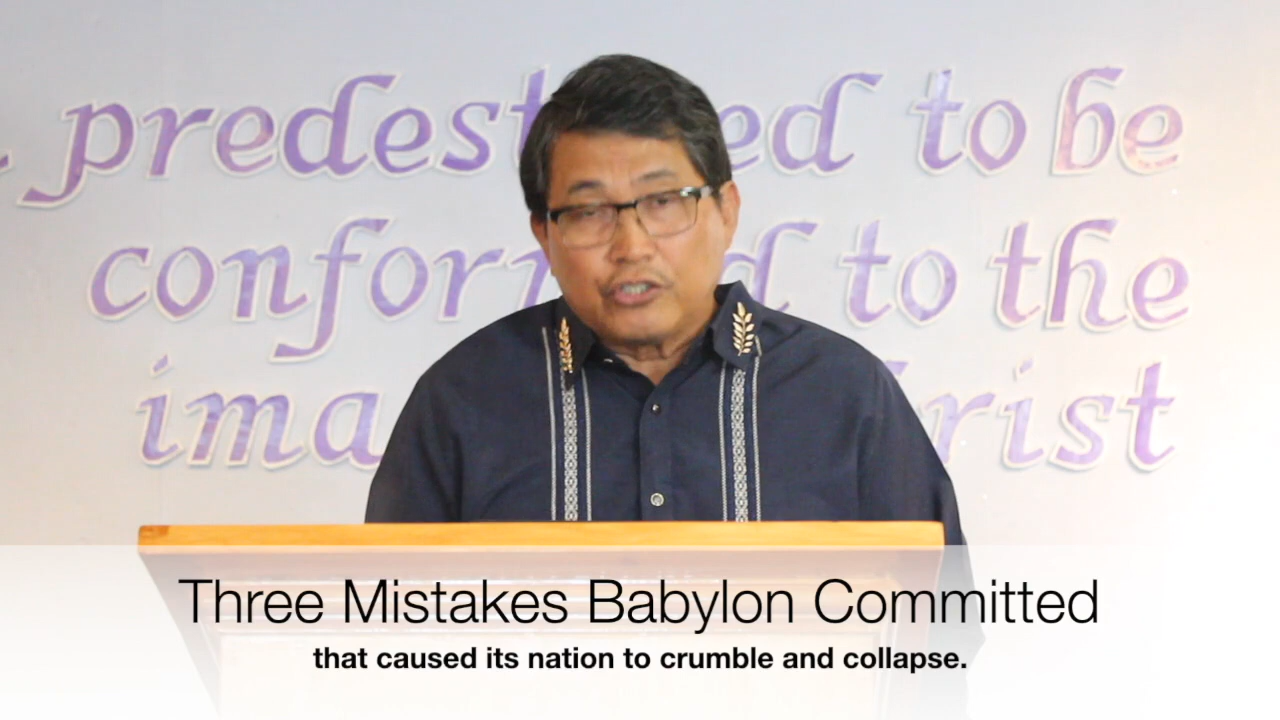 predest ed to be
confor d to the
ima rist
Three Mistakes Babylon Committed
that caused its nation to crumble and collapse.